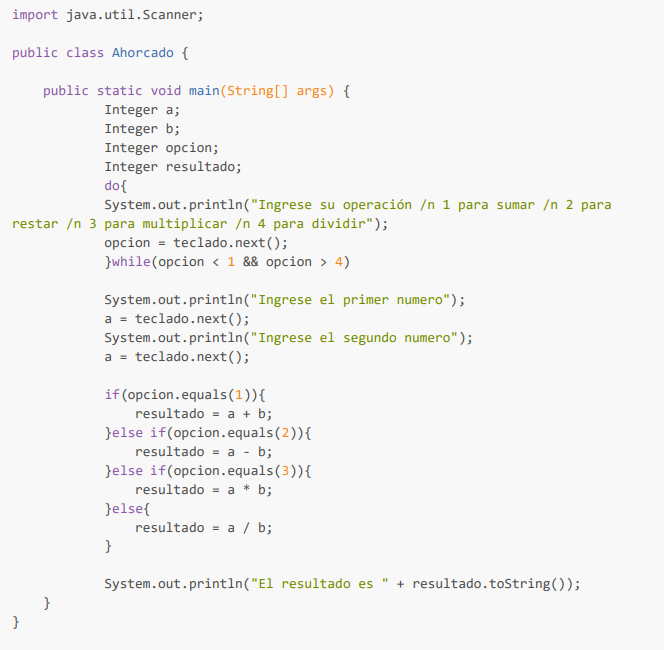 import java.util.Scanner;
public class Ahorcado {
public static void main(String[] args) {
Integer a;
Integer b;
Integer opcion;
Integer resultado;
do{
System.out.println("Ingrese su operación /n 1 para sumar /n 2 para
restar /n 3 para multiplicar /n 4 para dividir");
opcion = teclado.next();
}while(opcion < 1 && opcion > 4)
System.out.println("Ingrese el primer numero");
a = teclado.next();
System.out.println("Ingrese el segundo numero");
a = teclado.next();
if(opcion.equals(1)){
resultado = a + b;
}else if(opcion.equals(2)){
resultado = a - b;
}else if(opcion.equals(3)){
resultado = a * b;
}else{
resultado = a / b;
}
System.out.println("El resultado es " + resultado.toString());
}
}